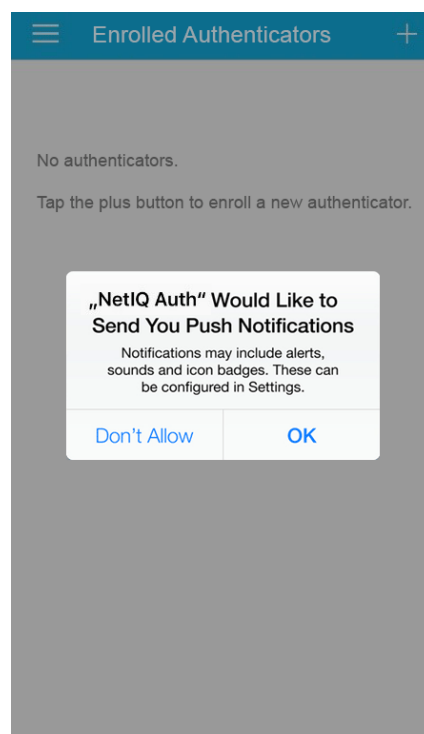 Enrolled Authenticators
No authenticators.
Tap the plus button to enroll a new authenticator.
„NetIQ Auth“ Would Like to
Send You Push Notifications
Notifications may include alerts,
sounds and icon badges. These can
be configured in Settings.
Don't Allow
OK